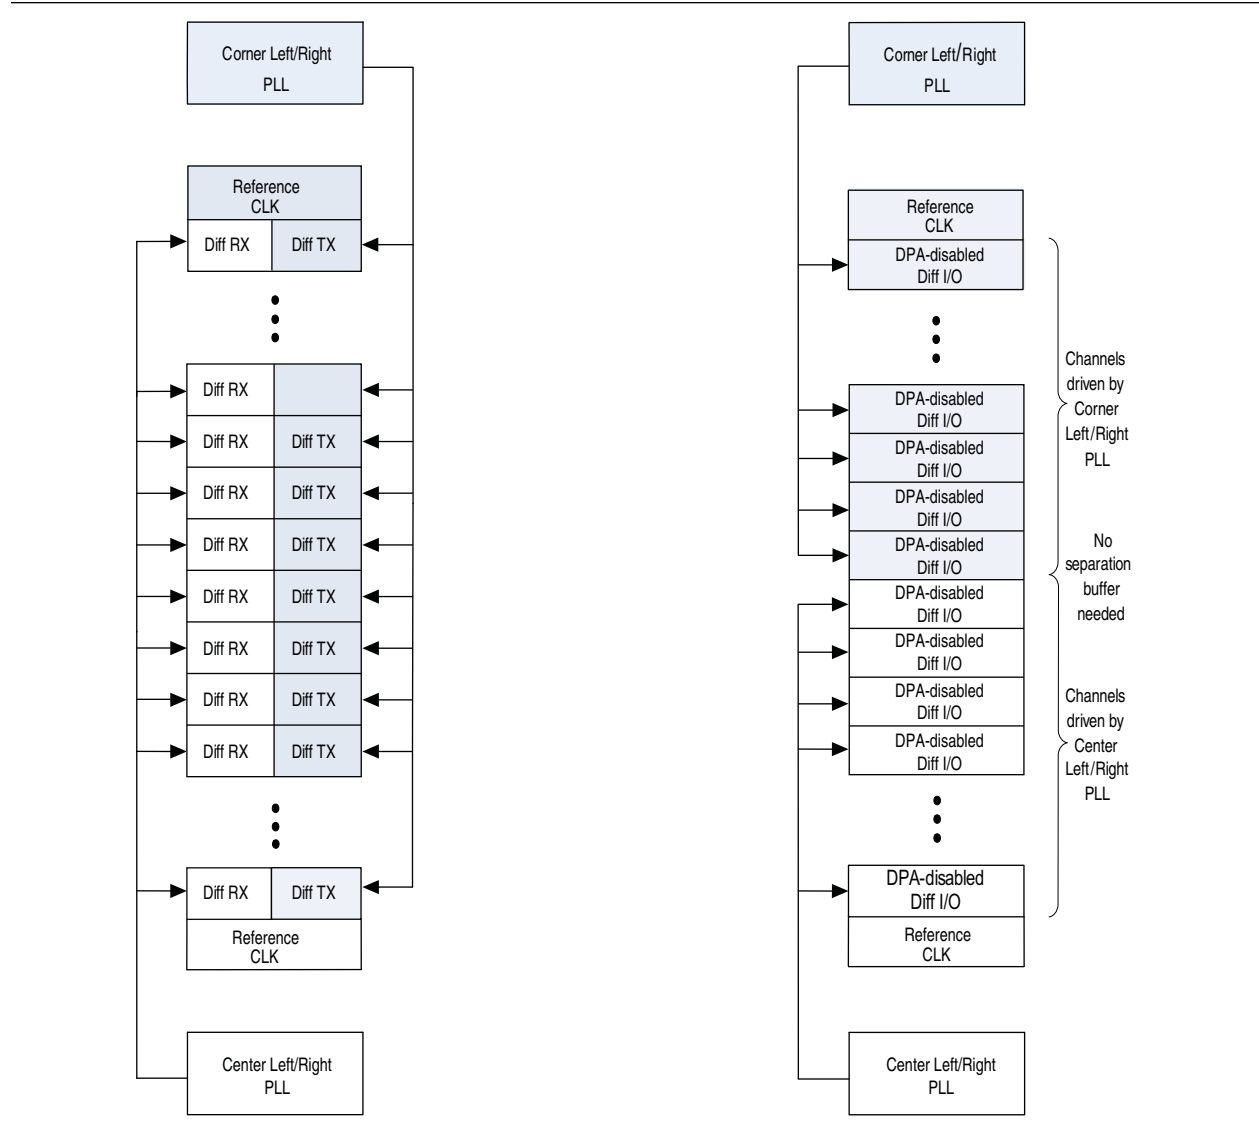 Corner Left/Right
PLL
Reference
CLK
Diff RX
Diff TX
Diff RX
Diff RX
Diff TX
Diff RX
Diff TX
Diff RX
Diff TX
Diff RX
Diff TX
Diff RX
Diff TX
Diff RX
Diff TX
Diff RX
Diff TX
Diff RX
Diff TX
Reference
CLK
Center Left/Right
PLL
Corner Left/Right
PLL
Reference
CLK
DPA-disabled
Diff I/O
DPA-disabled
Diff I/O
DPA-disabled
Diff I/O
DPA-disabled
Diff I/O
DPA-disabled
Diff I/O
DPA-disabled
Diff I/O
DPA-disabled
Diff I/O
DPA-disabled
Diff I/O
DPA-disabled
Diff I/O
DPA-disabled
Diff I/O
Reference
CLK
Center Left/Right
PLL
Channels
driven by
Corner
Left/Right
PLL
No
separation
buffer
needed
Channels
driven by
Center
Left/Right
PLL